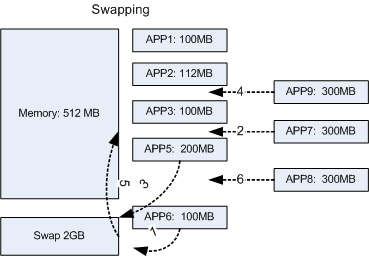 Swapping
APP1: 100MB
APP2: 112MB
4
APP9: 300MB
Memory: 512 MB
APP3: 100MB
2
APP7: 300MB
APP5: 200MB
5
3
6
APP8: 300MB
APP6: 100MB
7
Swap 2GB